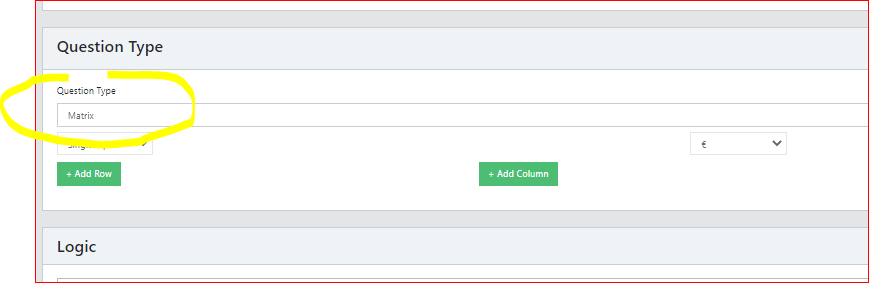 Question Type
Question Type
Matrix
€
+ Add Row
+ Add Column
Logic